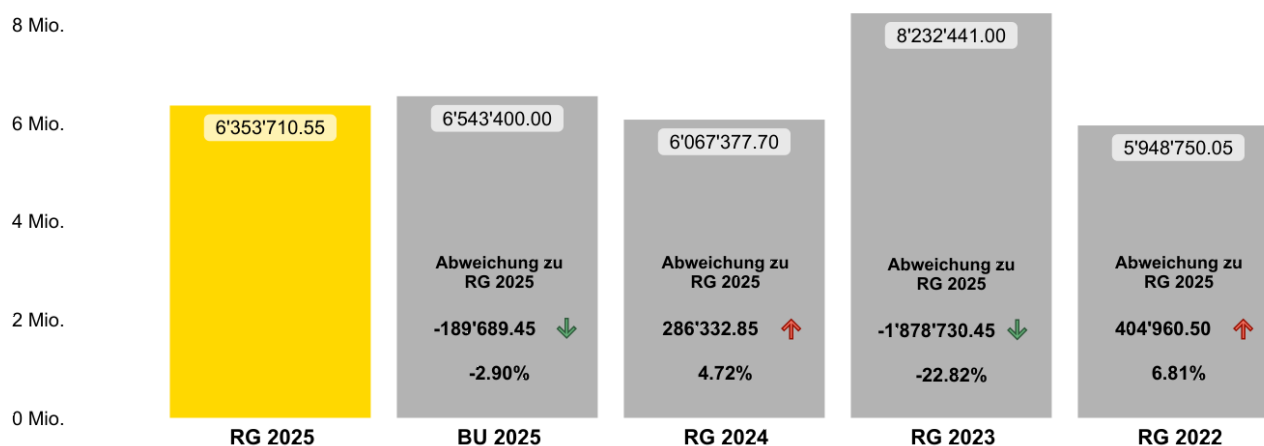 8 Mio.
6 Mio.
4 Mio.
2 Mio.
0 Mio.
6'353'710.55
RG 2025
6'543'400.00
Abweichung zu
RG 2025
-189'689.45
-2.90%
BU 2025
6'067'377.70
Abweichung zu
RG 2025
286'332.85
4.72%
RG 2024
8'232'441.00
Abweichung zu
RG 2025
-1'878'730.45
-22.82%
RG 2023
5'948'750.05
Abweichung zu
RG 2025
404'960.50
6.81%
RG 2022